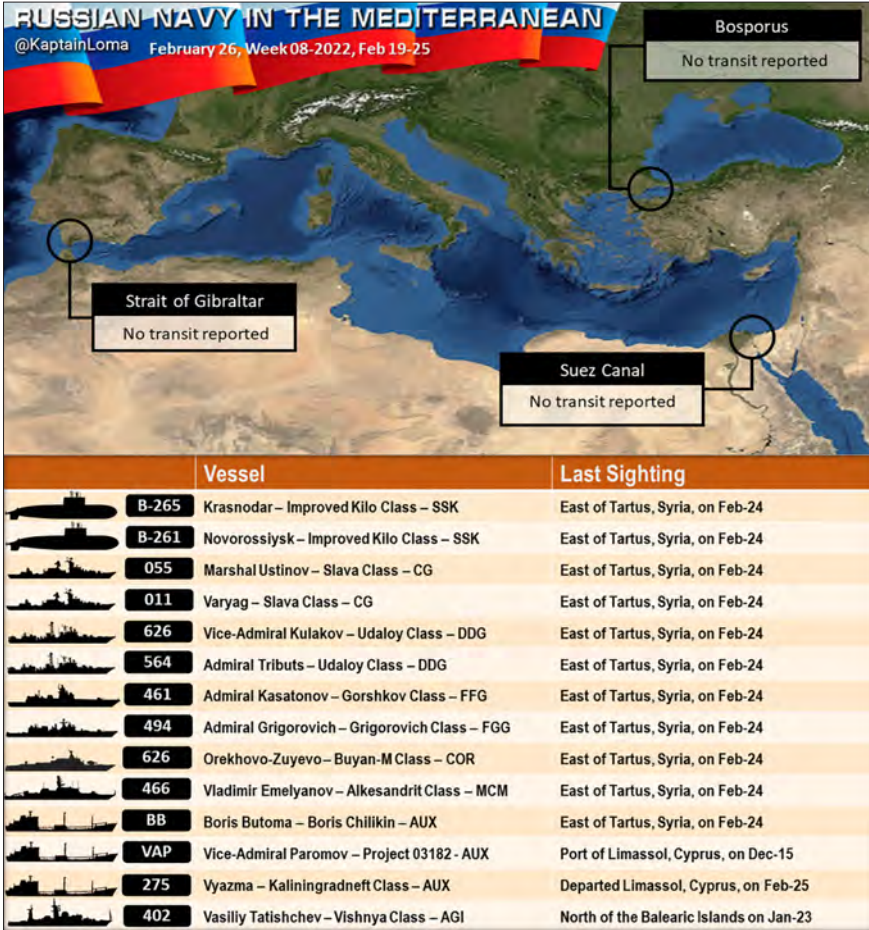 RUSSIAN NAVY IN THE MEDITERRANEAN
@KaptainLoma February 26, Week 08-2022, Feb 19-25
Bosporus
No transit reported
Strait of Gibraltar
No transit reported
Suez Canal
No transit reported
Vessel Last Sighting
B-265 Krasnodar – Improved Kilo Class – SSK East of Tartus, Syria, on Feb-24
B-261 Novorossiysk – Improved Kilo Class – SSK East of Tartus, Syria, on Feb-24
055 Marshal Ustinov – Slava Class – CG East of Tartus, Syria, on Feb-24
011 Varyag – Slava Class – CG East of Tartus, Syria, on Feb-24
626 Vice-Admiral Kulakov – Udaloy Class – DDG East of Tartus, Syria, on Feb-24
564 Admiral Tributs – Udaloy Class – DDG East of Tartus, Syria, on Feb-24
461 Admiral Kasatonov – Gorshkov Class – FFG East of Tartus, Syria, on Feb-24
494 Admiral Grigorovich – Grigorovich Class – FGG East of Tartus, Syria, on Feb-24
626 Orekhovo-Zuyevo – Buyan-M Class – COR East of Tartus, Syria, on Feb-24
466 Vladimir Emelyanov – Alkesandrit Class – MCM East of Tartus, Syria, on Feb-24
BB Boris Butoma – Boris Chilikin – AUX East of Tartus, Syria, on Feb-24
VAP Vice-Admiral Paromov – Project 03182 - AUX Port of Limassol, Cyprus, on Dec-15
275 Vyazma – Kaliningradneft Class – AUX Departed Limassol, Cyprus, on Feb-25
402 Vasiliy Tatishchev – Vishnya Class – AGI North of the Balearic Islands on Jan-23